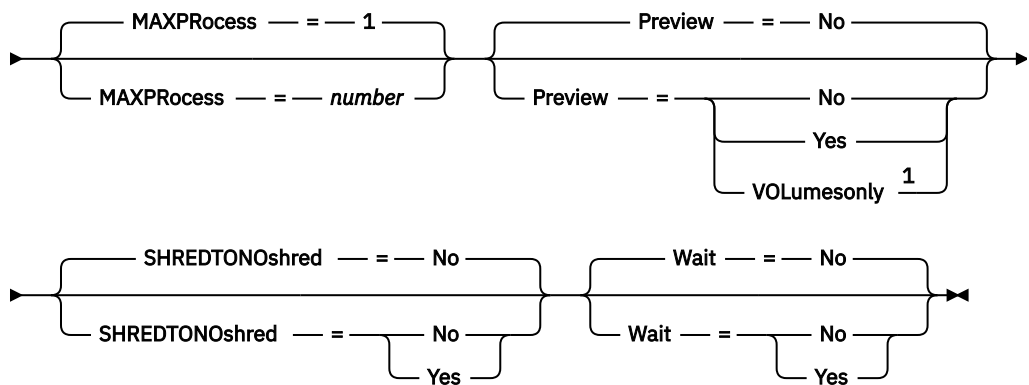 MAXPRocess = 1
Preview = No
MAXPRocess = number
Preview = No
Yes
VOLumesonly 1
SHREDTONOshred = No
Wait = No
SHREDTONOshred = No
Yes
Wait = No
Yes